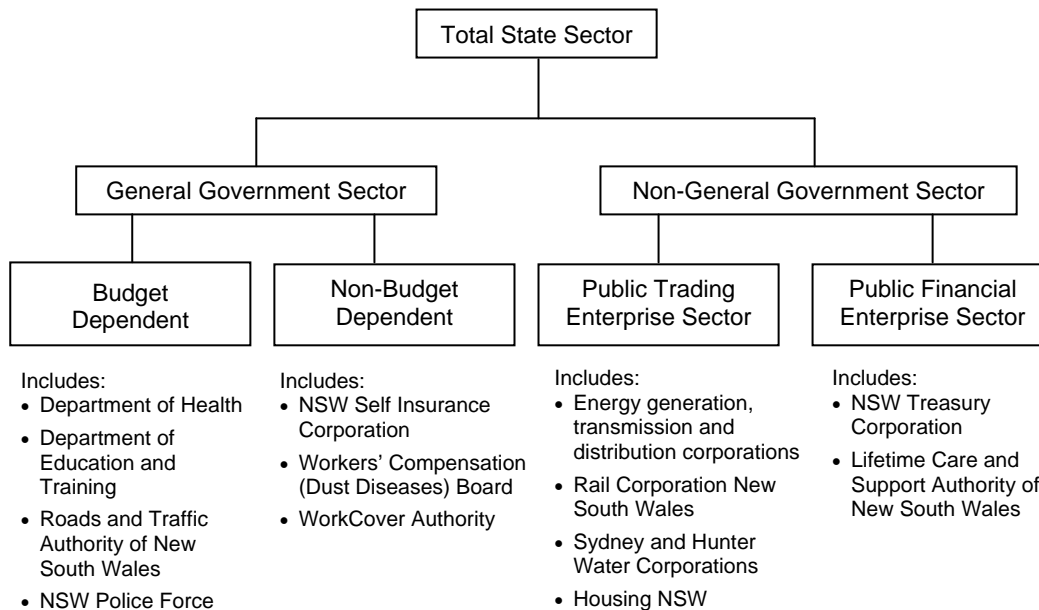 Total State Sector
General Government Sector
Non-General Government Sector
Budget
Dependent
Non-Budget
Dependent
Public Trading
Enterprise Sector
Public Financial
Enterprise Sector
Includes:
• Department of Health
• Department of
Education and
Training
• Roads and Traffic
Authority of New
South Wales
• NSW Police Force
Includes:
• NSW Self Insurance
Corporation
• Workers’ Compensation
(Dust Diseases) Board
• WorkCover Authority
Includes:
• Energy generation,
transmission and
distribution corporations
• Rail Corporation New
South Wales
• Sydney and Hunter
Water Corporations
• Housing NSW
Includes:
• NSW Treasury
Corporation
• Lifetime Care and
Support Authority of
New South Wales